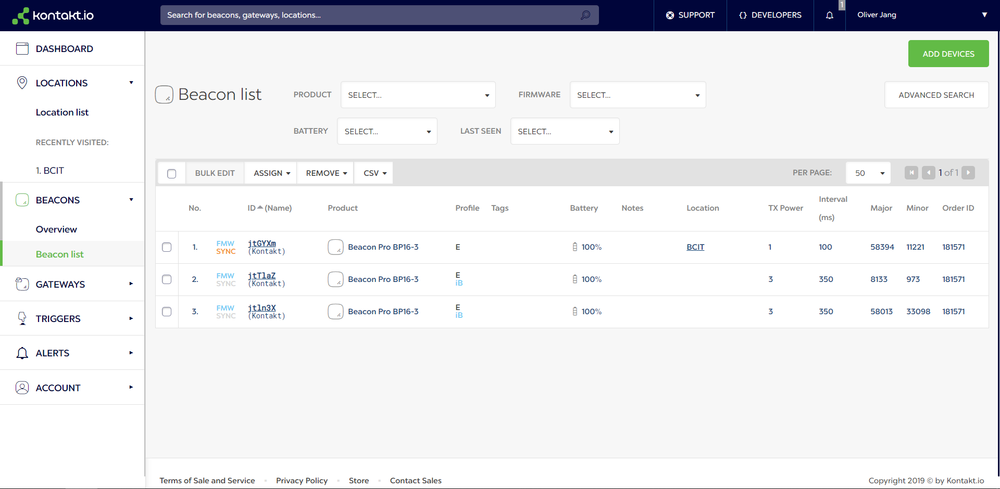 kontakt.io
Search for beacons, gateways, locations...
SUPPORT
{} DEVELOPERS
1
Oliver Jang
DASHBOARD
LOCATIONS
Location list
RECENTLY VISITED:
1. BCIT
BEACONS
Overview
Beacon list
GATEWAYS
TRIGGERS
ALERTS
ACCOUNT
ADD DEVICES
Beacon list
PRODUCT SELECT...
FIRMWARE SELECT...
ADVANCED SEARCH
BATTERY SELECT...
LAST SEEN SELECT...
BULK EDIT ASSIGN REMOVE CSV
PER PAGE: 50 1 of 1
No. ID (Name) Product Profile Tags Battery Notes Location TX Power Interval (ms) Major Minor Order ID
1. FMW SYNC jtGYXm (Kontakt) Beacon Pro BP16-3 E 100% BCIT 1 100 58394 11221 181571
2. FMW SYNC jtTlaZ (Kontakt) Beacon Pro BP16-3 E iB 100% 3 350 8133 973 181571
3. FMW SYNC jtln3X (Kontakt) Beacon Pro BP16-3 E iB 100% 3 350 58013 33098 181571
Terms of Sale and Service Privacy Policy Store Contact Sales
Copyright 2019 © by Kontakt.io